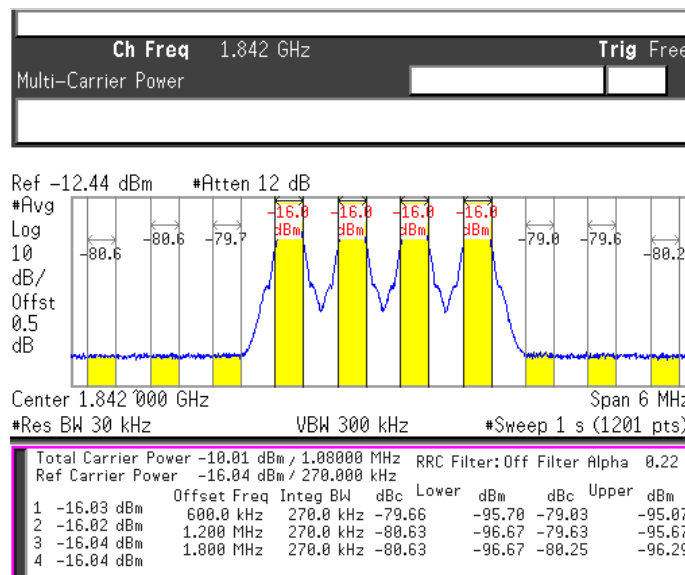 Ch Freq 1.842 GHz Trig Free
Multi-Carrier Power
Ref -12.44 dBm #Atten 12 dB
#Avg
Log
10
dB/
Offst
0.5
dB
-16.0 dBm -16.0 dBm -16.0 dBm -16.0 dBm
-80.6 -80.6 -79.7 -79.0 -79.6 -80.2
Center 1.842 000 GHz Span 6 MHz
#Res BW 30 kHz VBW 300 kHz #Sweep 1 s (1201 pts)
Total Carrier Power -10.01 dBm / 1.08000 MHz RRC Filter: Off Filter Alpha 0.22
Ref Carrier Power -16.04 dBm / 270.000 kHz
Offset Freq Integ BW dBc Lower dBm dBc Upper dBm
1 -16.03 dBm 600.0 kHz 270.0 kHz -79.66 -95.70 -79.03 -95.07
2 -16.02 dBm 1.200 MHz 270.0 kHz -80.63 -96.67 -79.63 -95.67
3 -16.04 dBm 1.800 MHz 270.0 kHz -80.63 -96.67 -80.25 -96.29
4 -16.04 dBm